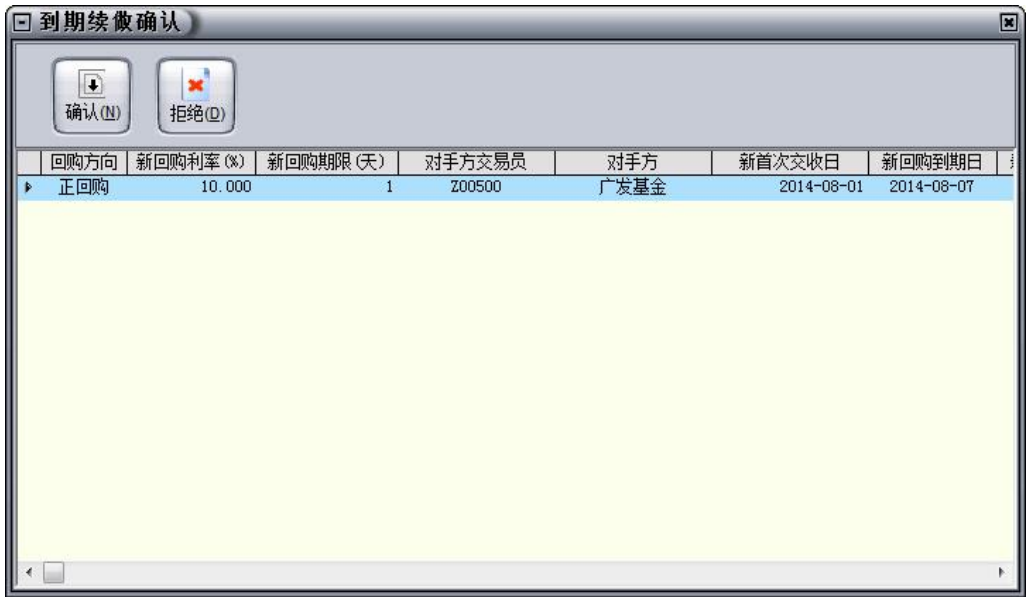 到期续做确认
确认(N) 拒绝(D)
回购方向 新回购利率(%) 新回购期限(天) 对手方交易员 对手方 新首次交收日 新回购到期日
正回购 10.000 1 Z00500 广发基金 2014-08-01 2014-08-07